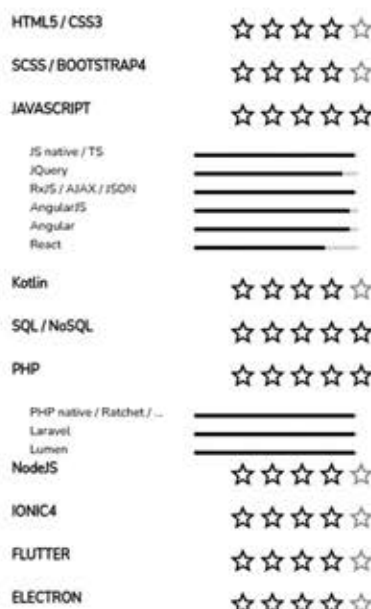 HTML5 / CSS3
SCSS / BOOTSTRAP4
JAVASCRIPT
JS native / TS
JQuery
RxJS / AJAX / JSON
AngularJS
Angular
React
Kotlin
SQL / NoSQL
PHP
PHP native / Ratchet / ...
Laravel
Lumen
NodeJS
IONIC4
FLUTTER
ELECTRON